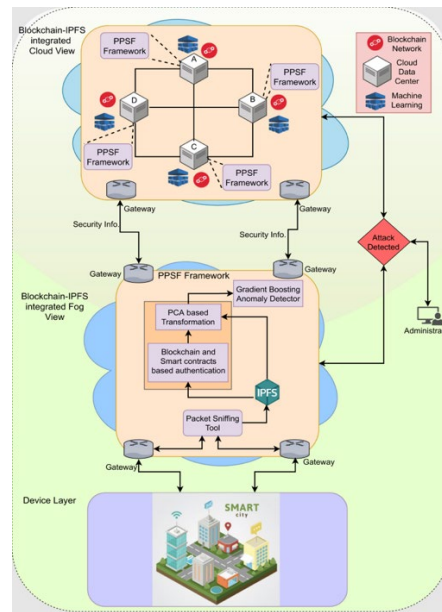 Blockchain-IPFS
integrated
Cloud View
PPSF
Framework
A
PPSF
Framework
D
B
PPSF
Framework
C
PPSF
Framework
Blockchain
Network
Cloud
Data
Center
Machine
Learning
Gateway
Gateway
Security Info.
Security Info.
Attack
Detected
Gateway
Gateway
PPSF Framework
Blockchain-IPFS
integrated Fog
View
Gradient Boosting
Anomaly Detector
PCA based
Transformation
Administrat
Blockchain and
Smart contracts
based authentication
IPFS
Packet Sniffing
Tool
Gateway
Gateway
Device Layer
SMART
city